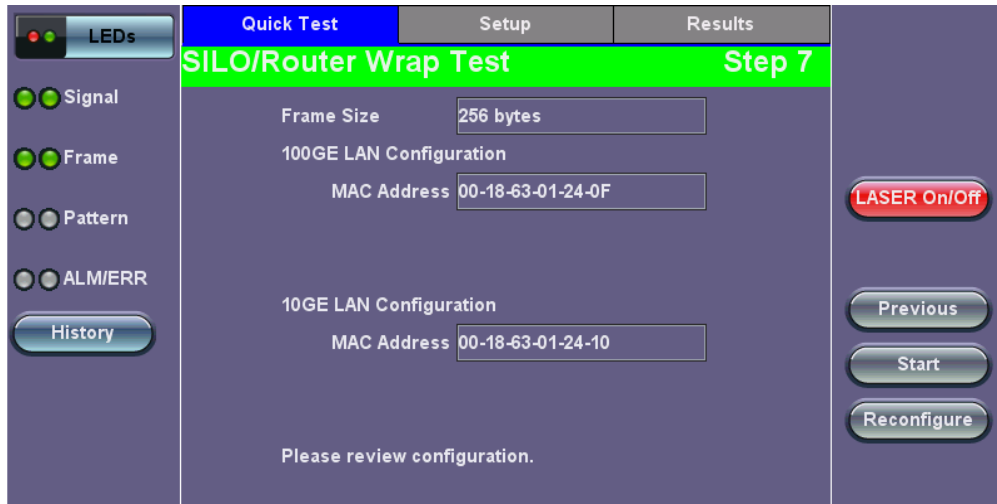 LEDs
Signal
Frame
Pattern
ALM/ERR
History
Quick Test
Setup
Results
SILO/Router Wrap Test
Step 7
Frame Size
256 bytes
100GE LAN Configuration
MAC Address
00-18-63-01-24-0F
10GE LAN Configuration
MAC Address
00-18-63-01-24-10
Please review configuration.
LASER On/Off
Previous
Start
Reconfigure